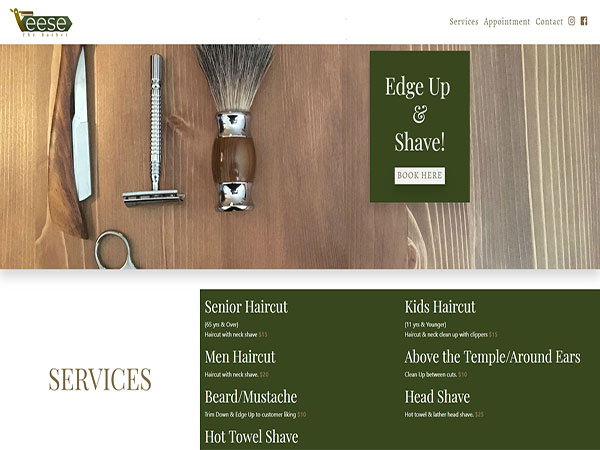 Veese
The Barber
Services Appointment Contact
Edge Up
&
Shave!
BOOK HERE
SERVICES
Senior Haircut
(65 yrs & Over)
Haircut with neck shave $15
Men Haircut
Haircut with neck shave. $20
Beard/Mustache
Trim Down & Edge Up to customer liking $10
Hot Towel Shave
Kids Haircut
(11 yrs & Younger)
Haircut & neck clean up with clippers $15
Above the Temple/Around Ears
Clean Up between cuts. $10
Head Shave
Hot towel & lather head shave. $25